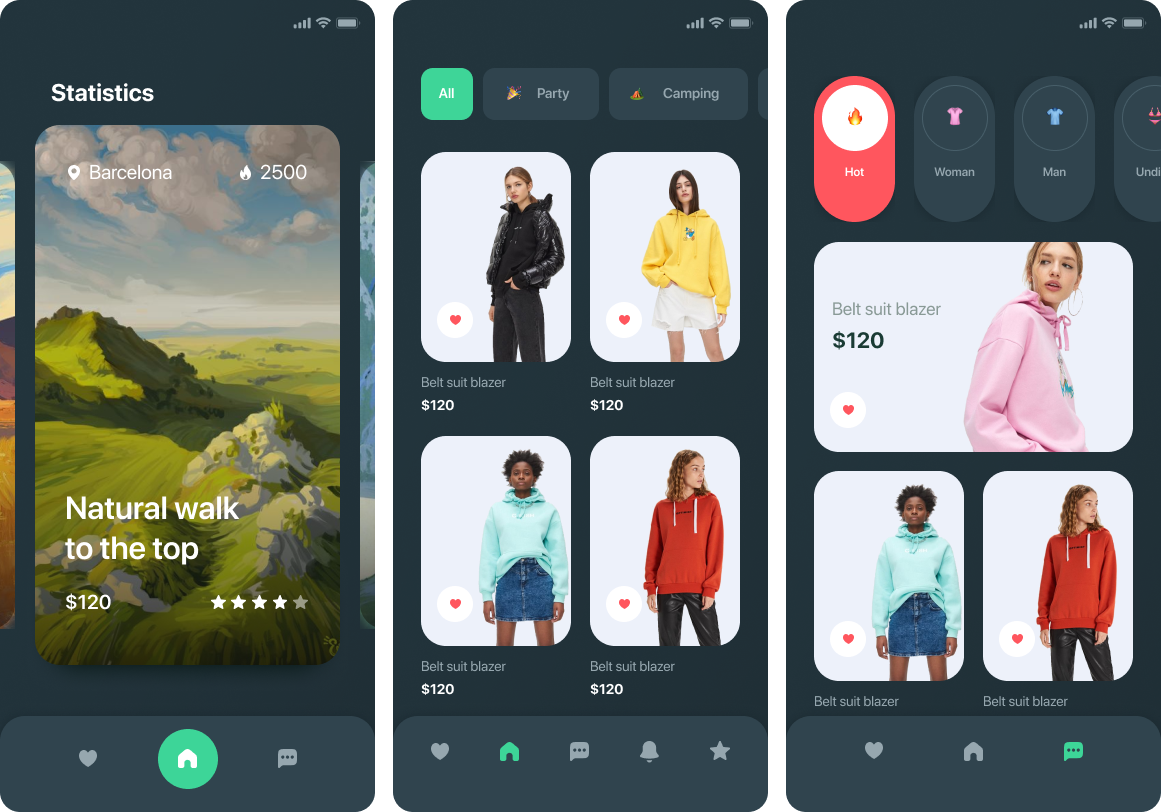 Statistics
Barcelona
2500
Natural walk
to the top
$120
All
Party
Camping
Belt suit blazer
$120
Belt suit blazer
$120
Belt suit blazer
$120
Belt suit blazer
$120
Hot
Woman
Man
Undi
Belt suit blazer
$120
Belt suit blazer
Belt suit blazer